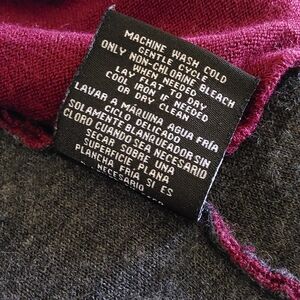 MACHINE WASH COLD
GENTLE CYCLE
ONLY NON-CHLORINE BLEACH
WHEN NEEDED
LAY FLAT TO DRY
COOL IRON IF NEEDED
OR DRY CLEAN
LAVAR A MÁQUINA AGUA FRÍA
CICLO DELICADO
SOLAMENTE BLANQUEADOR SIN
CLORO CUANDO SEA NECESARIO
SECAR SOBRE UNA
SUPERFICIE PLANA
PLANCHA FRÍA SI ES
NECESARIO